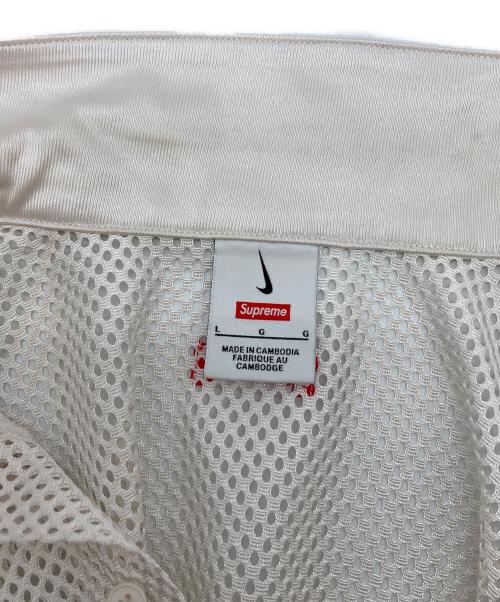 Supreme
L G G
MADE IN CAMBODIA
FABRIQUE AU
CAMBODGE